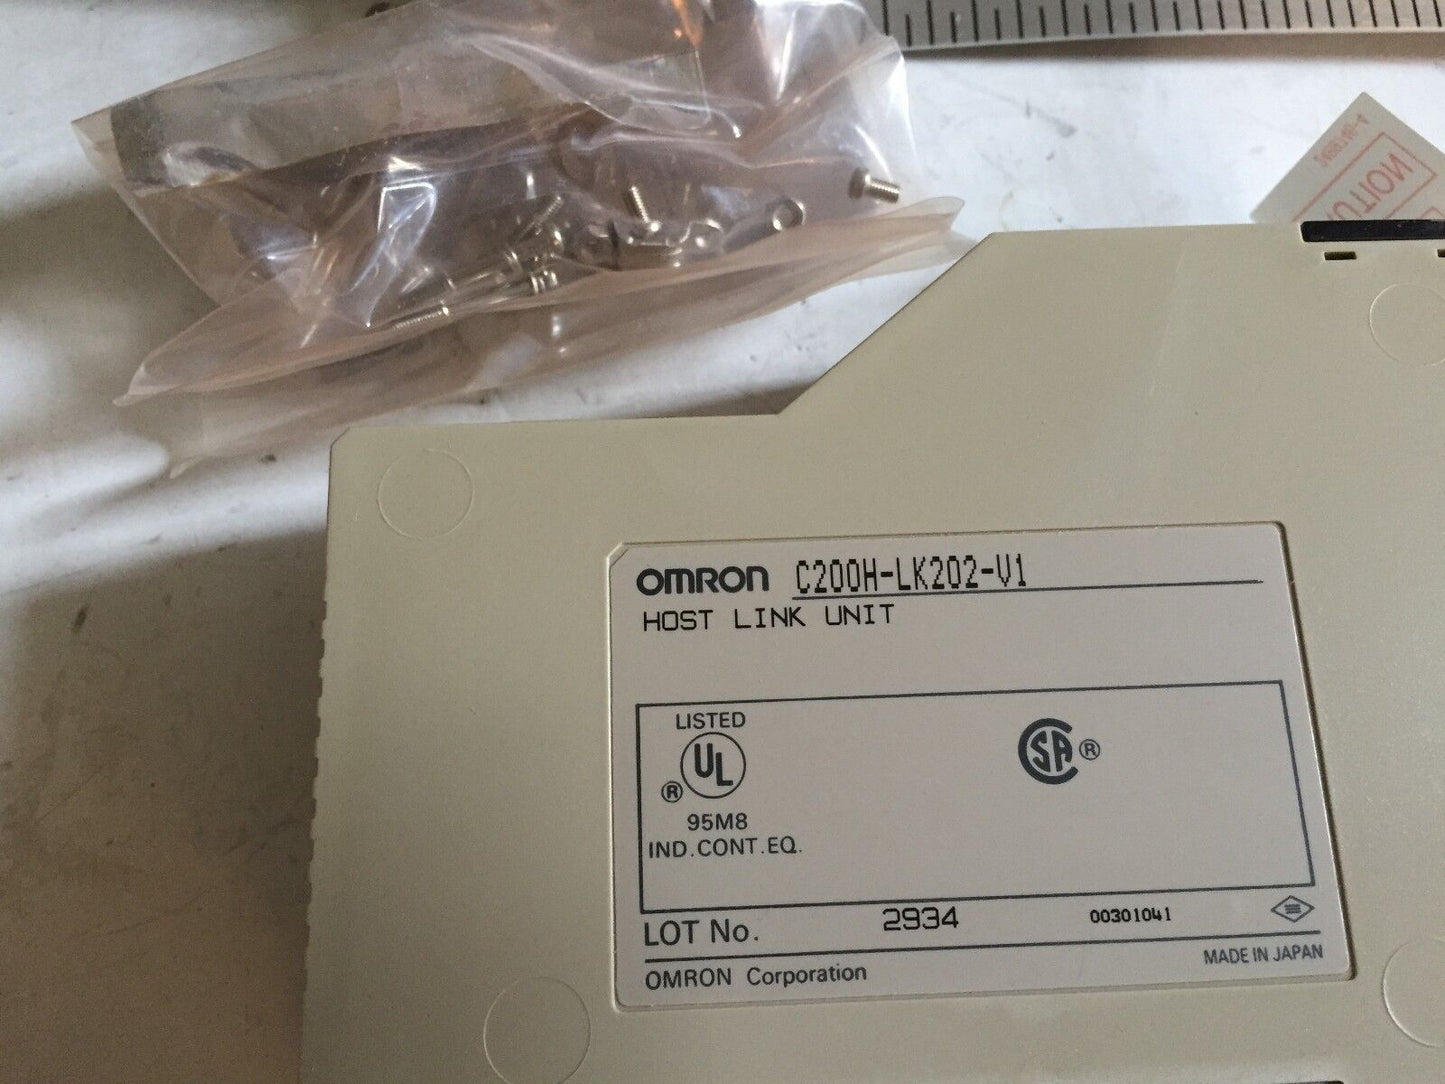 OMRON C200H-LK202-V1
HOST LINK UNIT
LISTED
UL
®
95M8
IND.CONT.EQ.
SA ®
LOT No. 2934 00301041
OMRON Corporation MADE IN JAPAN